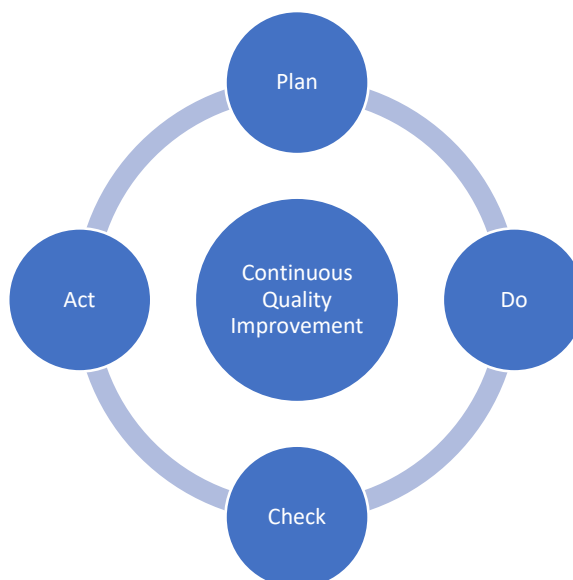 Plan
Act
Continuous
Quality
Improvement
Do
Check